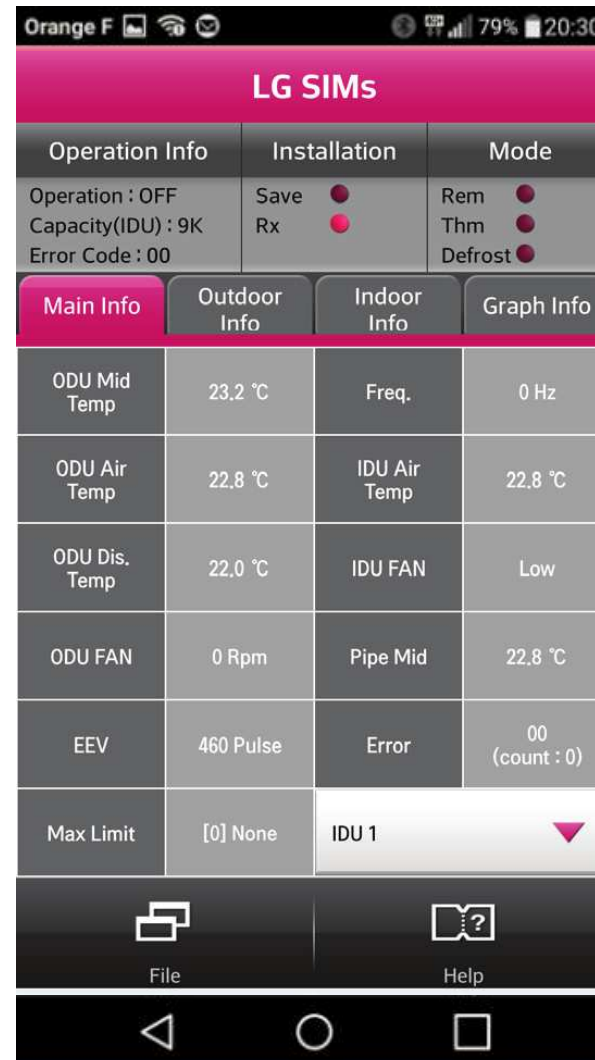 Orange F 79% 20:30
LG SIMs
Operation Info Installation Mode
Operation : OFF Save Rem
Capacity(IDU) : 9K Rx Thm
Error Code : 00 Defrost
Main Info Outdoor Info Indoor Info Graph Info
ODU Mid Temp 23.2 ℃ Freq. 0 Hz
ODU Air Temp 22.8 ℃ IDU Air Temp 22.8 ℃
ODU Dis. Temp 22.0 ℃ IDU FAN Low
ODU FAN 0 Rpm Pipe Mid 22.8 ℃
EEV 460 Pulse Error 00 (count : 0)
Max Limit [0] None IDU 1
File Help